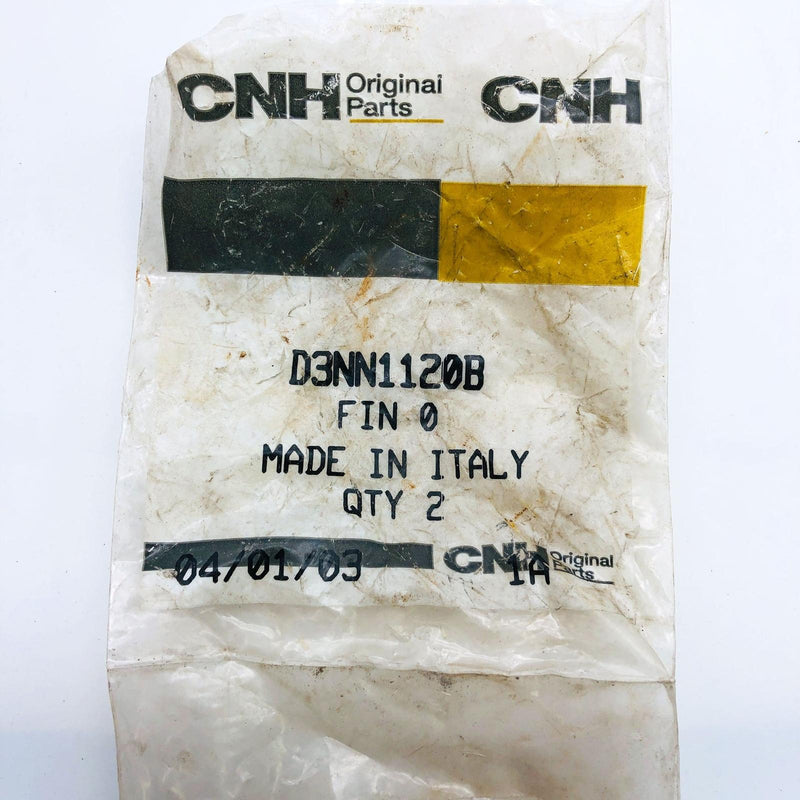 CNH Original Parts CNH
D3NN1120B
FIN 0
MADE IN ITALY
QTY 2
04/01/03 CNH 1A Original Parts